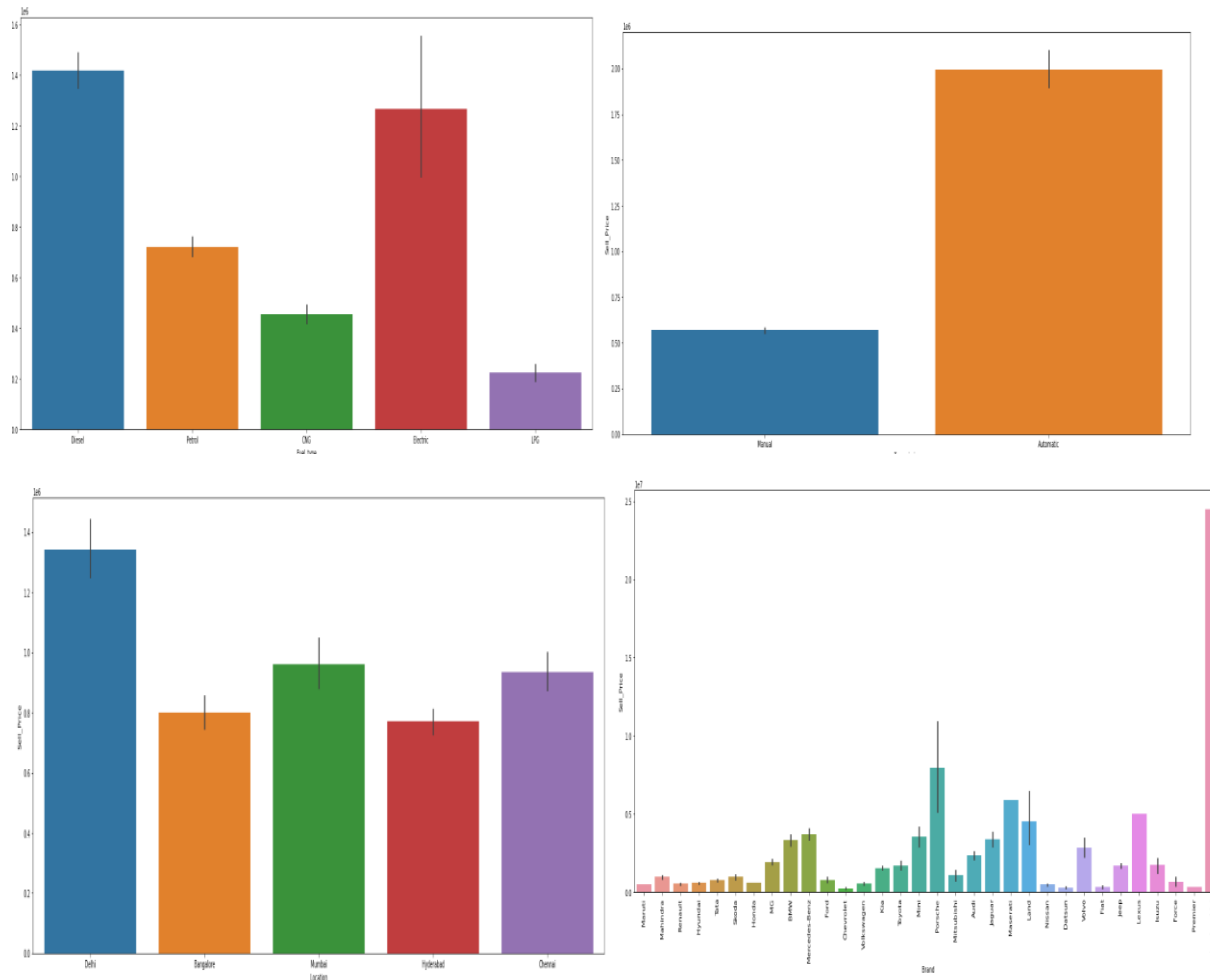 1e6
1.6
1.4
1.2
1.0
0.8
0.6
0.4
0.2
0.0
Diesel Petrol CNG Electric LPG
Fuel_type
1e6
2.00
1.75
1.50
1.25
1.00
0.75
0.50
0.25
0.00
Sell_Price
Manual Automatic
1e6
1.4
1.2
1.0
0.8
0.6
0.4
0.2
0.0
Sell_Price
Delhi Bangalore Mumbai Hyderabad Chennai
Location
1e7
2.5
2.0
1.5
1.0
0.5
0.0
Sell_Price
Maruti Mahindra Renault Hyundai Tata Skoda Honda MG BMW Mercedes-Benz Ford Chevrolet Volkswagen Kia Toyota Mini Porsche Mitsubishi Audi Jaguar Maserati Land Nissan Datsun Volvo Fiat Jeep Lexus Isuzu Force Premier
Brand